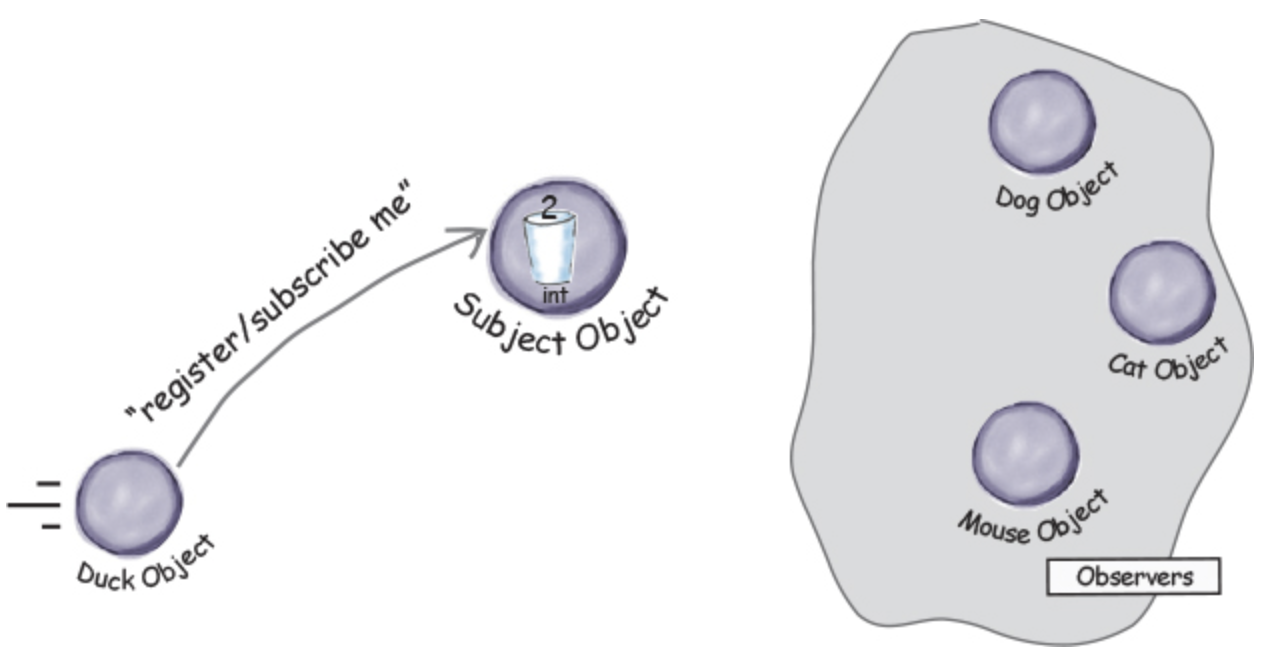 Dog Object
"register/subscribe me"
2
int
Subject Object
Cat Object
Mouse Object
Duck Object
Observers